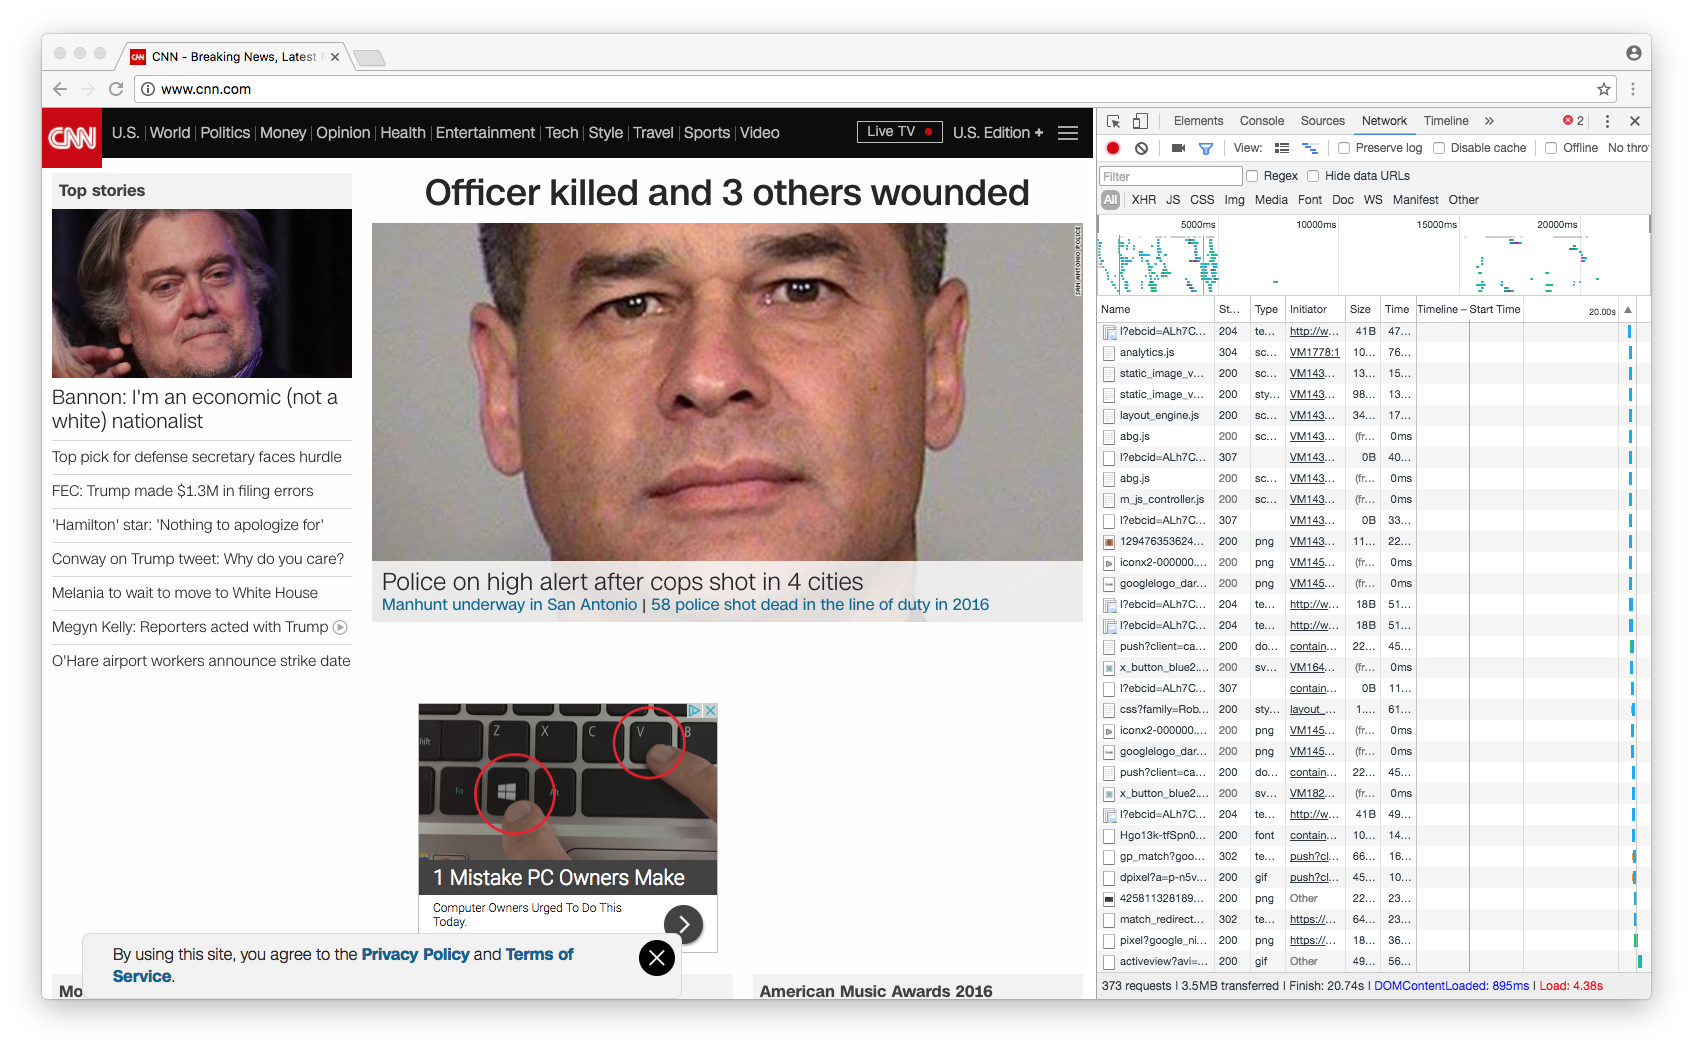 CNN - Breaking News, Latest
www.cnn.com
CNN
U.S. World Politics Money Opinion Health Entertainment Tech Style Travel Sports Video
Live TV
U.S. Edition +
Top stories
Bannon: I'm an economic (not a
white) nationalist
Top pick for defense secretary faces hurdle
FEC: Trump made $1.3M in filing errors
'Hamilton' star: 'Nothing to apologize for'
Conway on Trump tweet: Why do you care?
Melania to wait to move to White House
Megyn Kelly: Reporters acted with Trump
O'Hare airport workers announce strike date
Officer killed and 3 others wounded
SAN ANTONIO POLICE
Police on high alert after cops shot in 4 cities
Manhunt underway in San Antonio | 58 police shot dead in the line of duty in 2016
Z X C V B
Fn Alt
1 Mistake PC Owners Make
Computer Owners Urged To Do This
Today.
By using this site, you agree to the Privacy Policy and Terms of
Service.
Mo
American Music Awards 2016
Elements Console Sources Network Timeline » 2
View: Preserve log Disable cache Offline No thro
Filter Regex Hide data URLs
All XHR JS CSS Img Media Font Doc WS Manifest Other
5000ms 10000ms 15000ms 20000ms
Name St... Type Initiator Size Time Timeline – Start Time 20.00s
l?ebcid=ALh7C... 204 te... http://w... 41B 47...
analytics.js 304 sc... VM1778:1 10... 76...
static_image_v... 200 sc... VM143... 13... 15...
static_image_v... 200 sty... VM143... 98... 13...
layout_engine.js 200 sc... VM143... 34... 17...
abg.js 200 sc... VM143... (fr... 0ms
l?ebcid=ALh7C... 307 VM143... 0B 40...
abg.js 200 sc... VM143... (fr... 0ms
m_js_controller.js 200 sc... VM143... (fr... 0ms
l?ebcid=ALh7C... 307 VM143... 0B 33...
129476353624... 200 png VM143... 11... 22...
iconx2-000000.... 200 png VM145... (fr... 0ms
googlelogo_dar... 200 png VM145... (fr... 0ms
l?ebcid=ALh7C... 204 te... http://w... 18B 51...
l?ebcid=ALh7C... 204 te... http://w... 18B 51...
push?client=ca... 200 do... contain... 22... 45...
x_button_blue2.... 200 sv... VM164... (fr... 0ms
l?ebcid=ALh7C... 307 contain... 0B 11...
css?family=Rob... 200 sty... layout_... 1.... 61...
iconx2-000000.... 200 png VM145... (fr... 0ms
googlelogo_dar... 200 png VM145... (fr... 0ms
push?client=ca... 200 do... contain... 22... 45...
x_button_blue2.... 200 sv... VM182... (fr... 0ms
l?ebcid=ALh7C... 204 te... http://w... 41B 49...
Hgo13k-tfSpn0... 200 font contain... 10... 14...
gp_match?goo... 302 te... push?cl... 66... 16...
dpixel?a=p-n5v... 200 gif push?cl... 45... 10...
425811328189... 200 png Other 22... 23...
match_redirect... 302 te... https://... 64... 23...
pixel?google_ni... 200 png https://... 18... 36...
activeview?avi=... 200 gif Other 49... 56...
373 requests | 3.5MB transferred | Finish: 20.74s | DOMContentLoaded: 895ms | Load: 4.38s